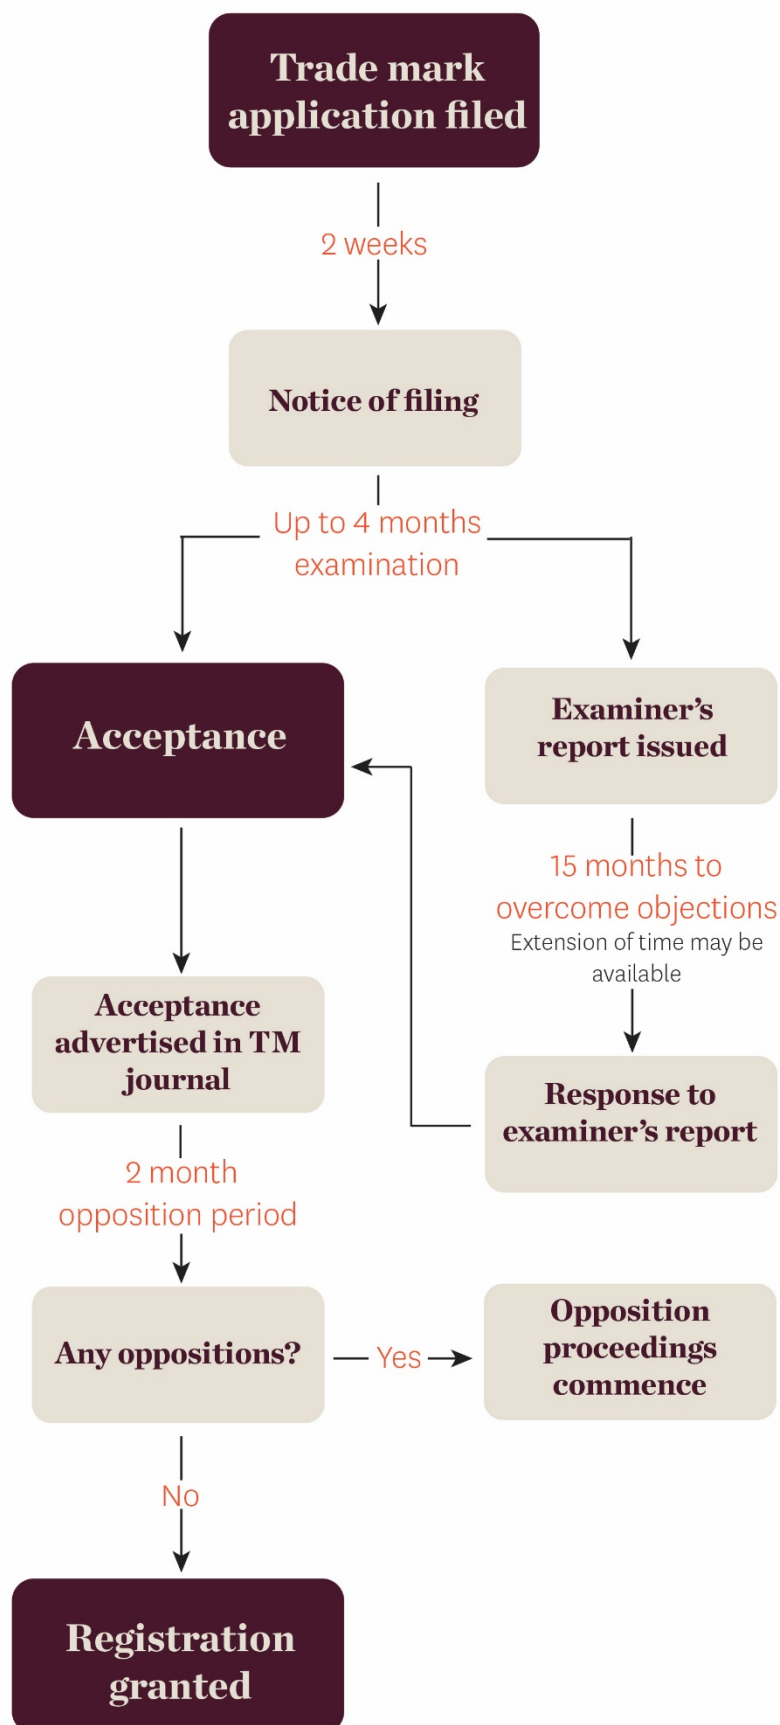 Trade mark
application filed
2 weeks
Notice of filing
Up to 4 months
examination
Acceptance
Examiner’s
report issued
15 months to
overcome objections
Extension of time may be
available
Acceptance
advertised in TM
journal
Response to
examiner’s report
2 month
opposition period
Any oppositions?
Yes
Opposition
proceedings
commence
No
Registration
granted